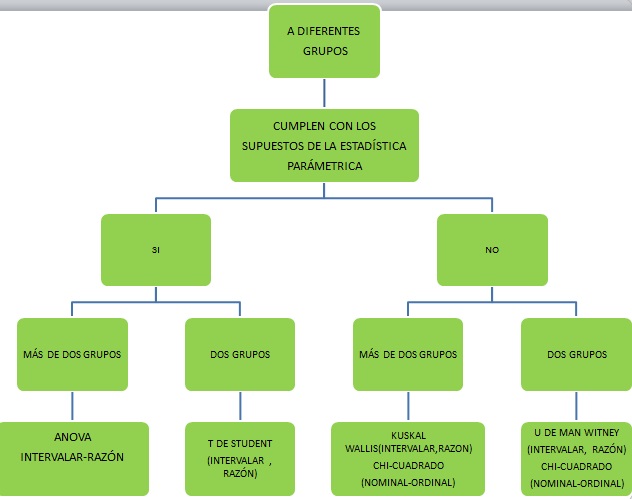 A DIFERENTES
GRUPOS
CUMPLEN CON LOS
SUPUESTOS DE LA ESTADÍSTICA
PARÁMETRICA
SI
NO
MÁS DE DOS GRUPOS
DOS GRUPOS
MÁS DE DOS GRUPOS
DOS GRUPOS
ANOVA
INTERVALAR-RAZÓN
T DE STUDENT
(INTERVALAR ,
RAZÓN)
KUSKAL
WALLIS(INTERVALAR,RAZON)
CHI-CUADRADO
(NOMINAL-ORDINAL)
U DE MAN WITNEY
(INTERVALAR, RAZÓN)
CHI-CUADRADO
(NOMINAL-ORDINAL)